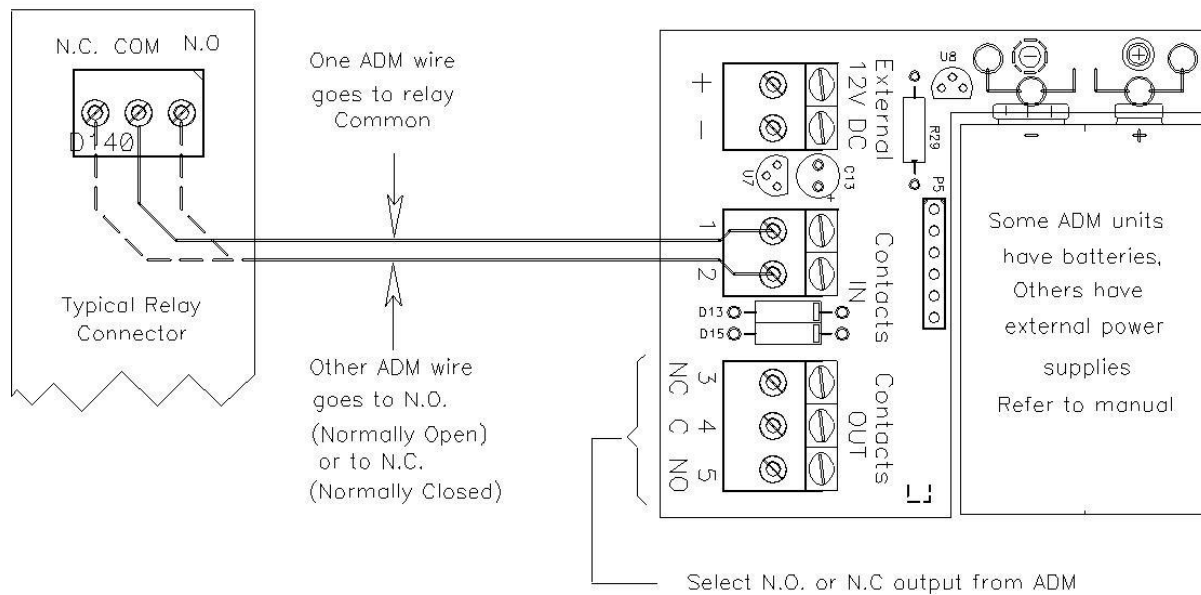 N.C. COM N.O
D140
Typical Relay
Connector
One ADM wire
goes to relay
Common
Other ADM wire
goes to N.O.
(Normally Open)
or to N.C.
(Normally Closed)
+
-
External
12V DC
U8
R29
U7
C13
+
P5
1
2
Contacts
IN
D13
D15
3
4
5
NC
C
NO
Contacts
OUT
-
+
-
+
Some ADM units
have batteries,
Others have
external power
supplies
Refer to manual
Select N.O. or N.C output from ADM